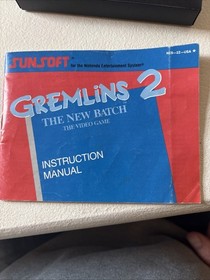 SUNSOFT®
for the Nintendo Entertainment System®
GREMLINS 2
THE NEW BATCH
THE VIDEO GAME
INSTRUCTION
MANUAL